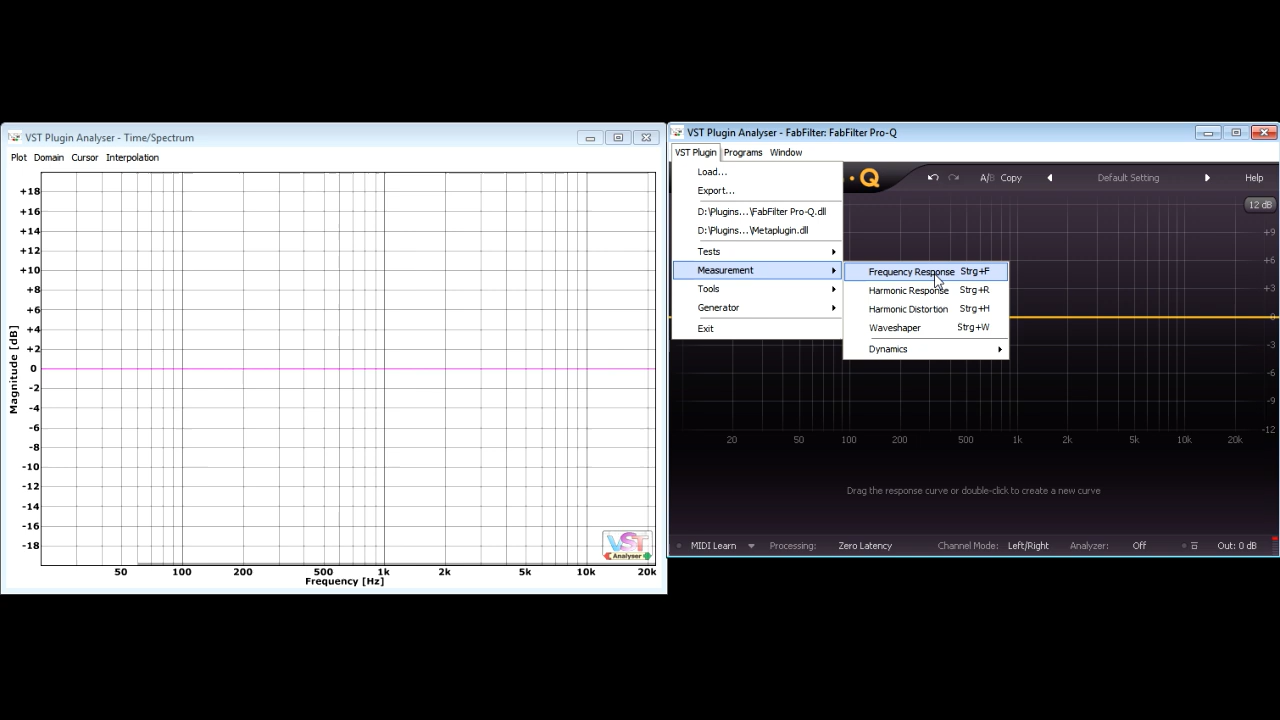 VST Plugin Analyser - Time/Spectrum
Plot Domain Cursor Interpolation
+18
+16
+14
+12
+10
+8
+6
+4
+2
0
-2
-4
-6
-8
-10
-12
-14
-16
-18
Magnitude [dB]
50 100 200 500 1k 2k 5k 10k 20k
Frequency [Hz]
VST
Analyser
VST Plugin Analyser - FabFilter: FabFilter Pro-Q
VST Plugin Programs Window
Load...
Export...
D:\Plugins...\FabFilter Pro-Q.dll
D:\Plugins...\Metaplugin.dll
Tests
Measurement
Tools
Generator
Exit
Frequency Response Strg+F
Harmonic Response Strg+R
Harmonic Distortion Strg+H
Waveshaper Strg+W
Dynamics
Q A/B Copy Default Setting Help
12 dB
+9
+6
+3
0
-3
-6
-9
-12
20 50 100 200 500 1k 2k 5k 10k 20k
Drag the response curve or double-click to create a new curve
MIDI Learn Processing: Zero Latency Channel Mode: Left/Right Analyzer: Off Out: 0 dB